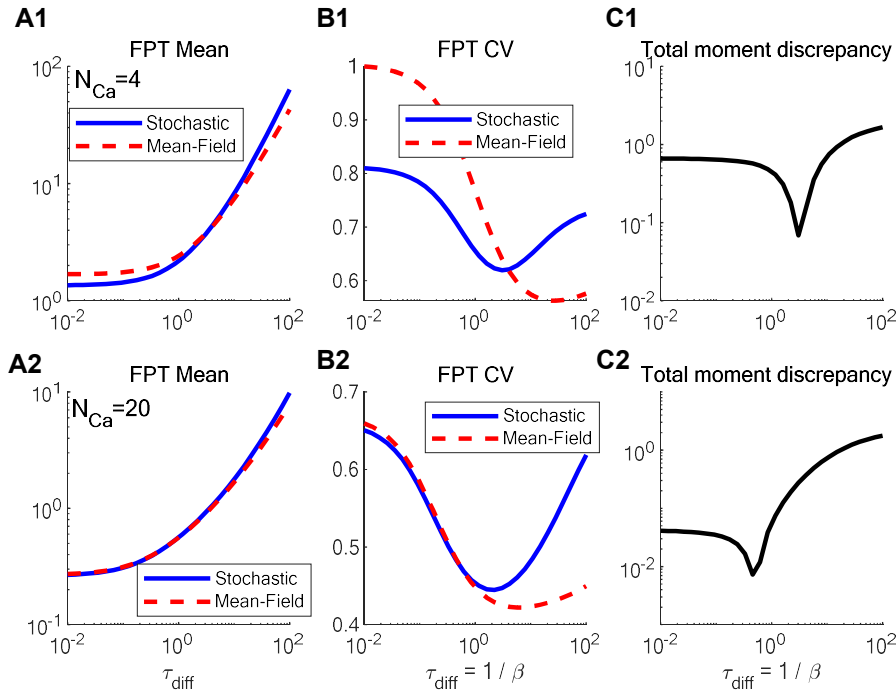 A1
B1
C1
FPT Mean
FPT CV
Total moment discrepancy
N_Ca=4
Stochastic
Mean-Field
Stochastic
Mean-Field
10^2
10^1
10^0
1
0.9
0.8
0.7
0.6
10^1
10^0
10^-1
10^-2
10^-2
10^0
10^2
10^-2
10^0
10^2
10^-2
10^0
10^2
A2
B2
C2
FPT Mean
FPT CV
Total moment discrepancy
N_Ca=20
Stochastic
Mean-Field
Stochastic
Mean-Field
10^1
10^0
10^-1
0.7
0.6
0.5
0.4
10^0
10^-2
10^-2
10^0
10^2
10^-2
10^0
10^2
10^-2
10^0
10^2
τ_diff
τ_diff = 1 / β
τ_diff = 1 / β